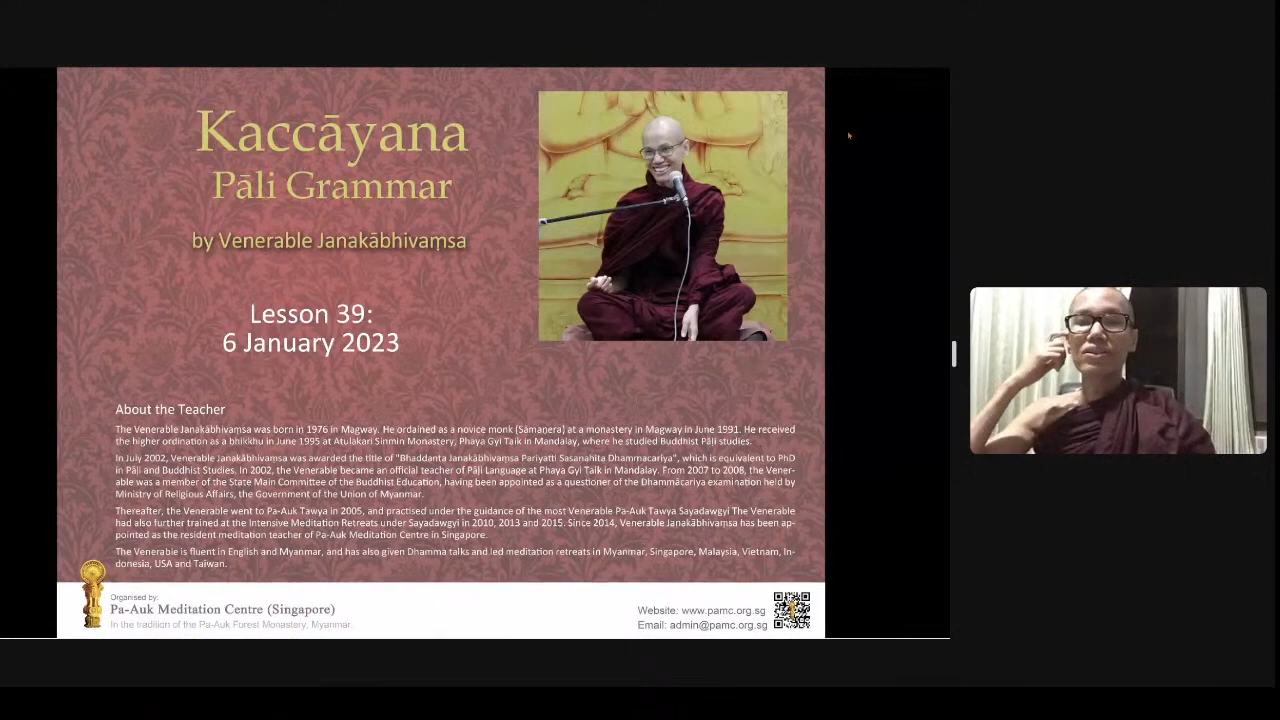 Kaccāyana
Pāli Grammar
by Venerable Janakābhivaṃsa
Lesson 39:
6 January 2023
About the Teacher
The Venerable Janakābhivaṃsa was born in 1976 in Magway. He ordained as a novice monk (Sāmaṇera) at a monastery in Magway in June 1991. He received
the higher ordination as a bhikkhu in June 1995 at Atulakari Sinmin Monastery, Phaya Gyi Taik in Mandalay, where he studied Buddhist Pāḷi studies.
In July 2002, Venerable Janakābhivaṃsa was awarded the title of "Bhaddanta Janakābhivaṃsa Pariyatti Sasanahita Dhammacariya", which is equivalent to PhD
in Pāḷi and Buddhist Studies. In 2002, the Venerable became an official teacher of Pāḷi Language at Phaya Gyi Taik in Mandalay. From 2007 to 2008, the Vener-
able was a member of the State Main Committee of the Buddhist Education, having been appointed as a questioner of the Dhammācariya examination held by
Ministry of Religious Affairs, the Government of the Union of Myanmar.
Thereafter, the Venerable went to Pa-Auk Tawya in 2005, and practised under the guidance of the most Venerable Pa-Auk Tawya Sayadawgyi The Venerable
had also further trained at the Intensive Meditation Retreats under Sayadawgyi in 2010, 2013 and 2015. Since 2014, Venerable Janakābhivaṃsa has been ap-
pointed as the resident meditation teacher of Pa-Auk Meditation Centre in Singapore.
The Venerable is fluent in English and Myanmar, and has also given Dhamma talks and led meditation retreats in Myanmar, Singapore, Malaysia, Vietnam, In-
donesia, USA and Taiwan.
Organised by:
Pa-Auk Meditation Centre (Singapore)
In the tradition of the Pa-Auk Forest Monastery, Myanmar.
Website: www.pamc.org.sg
Email: admin@pamc.org.sg